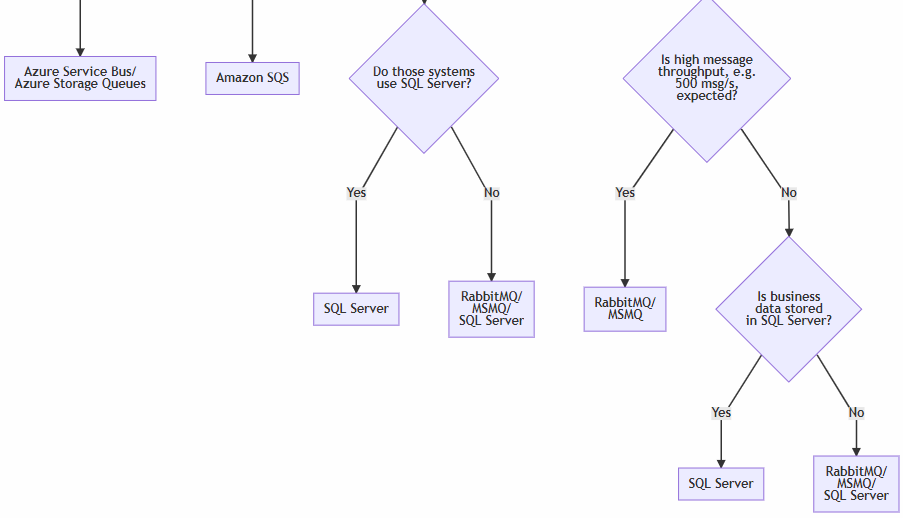 Azure Service Bus/
Azure Storage Queues
Amazon SQS
Do those systems
use SQL Server?
Is high message
throughput, e.g.
500 msg/s,
expected?
Yes
No
Yes
No
SQL Server
RabbitMQ/
MSMQ/
SQL Server
RabbitMQ/
MSMQ
Is business
data stored
in SQL Server?
Yes
No
SQL Server
RabbitMQ/
MSMQ/
SQL Server